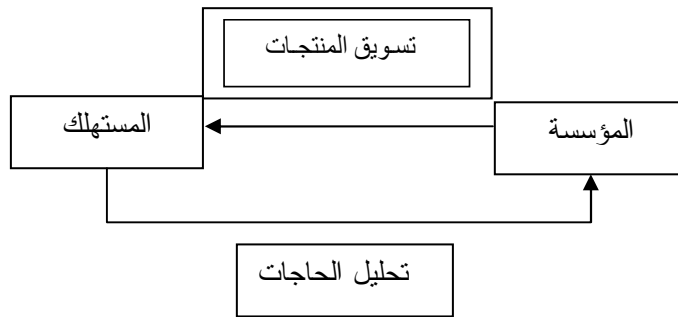 تسويق المنتجات
المؤسسة
المستهلك
تحليل الحاجات